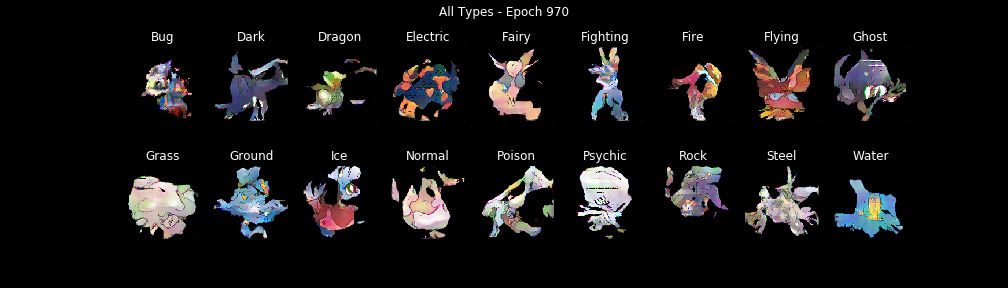 All Types - Epoch 970
Bug Dark Dragon Electric Fairy Fighting Fire Flying Ghost
Grass Ground Ice Normal Poison Psychic Rock Steel Water